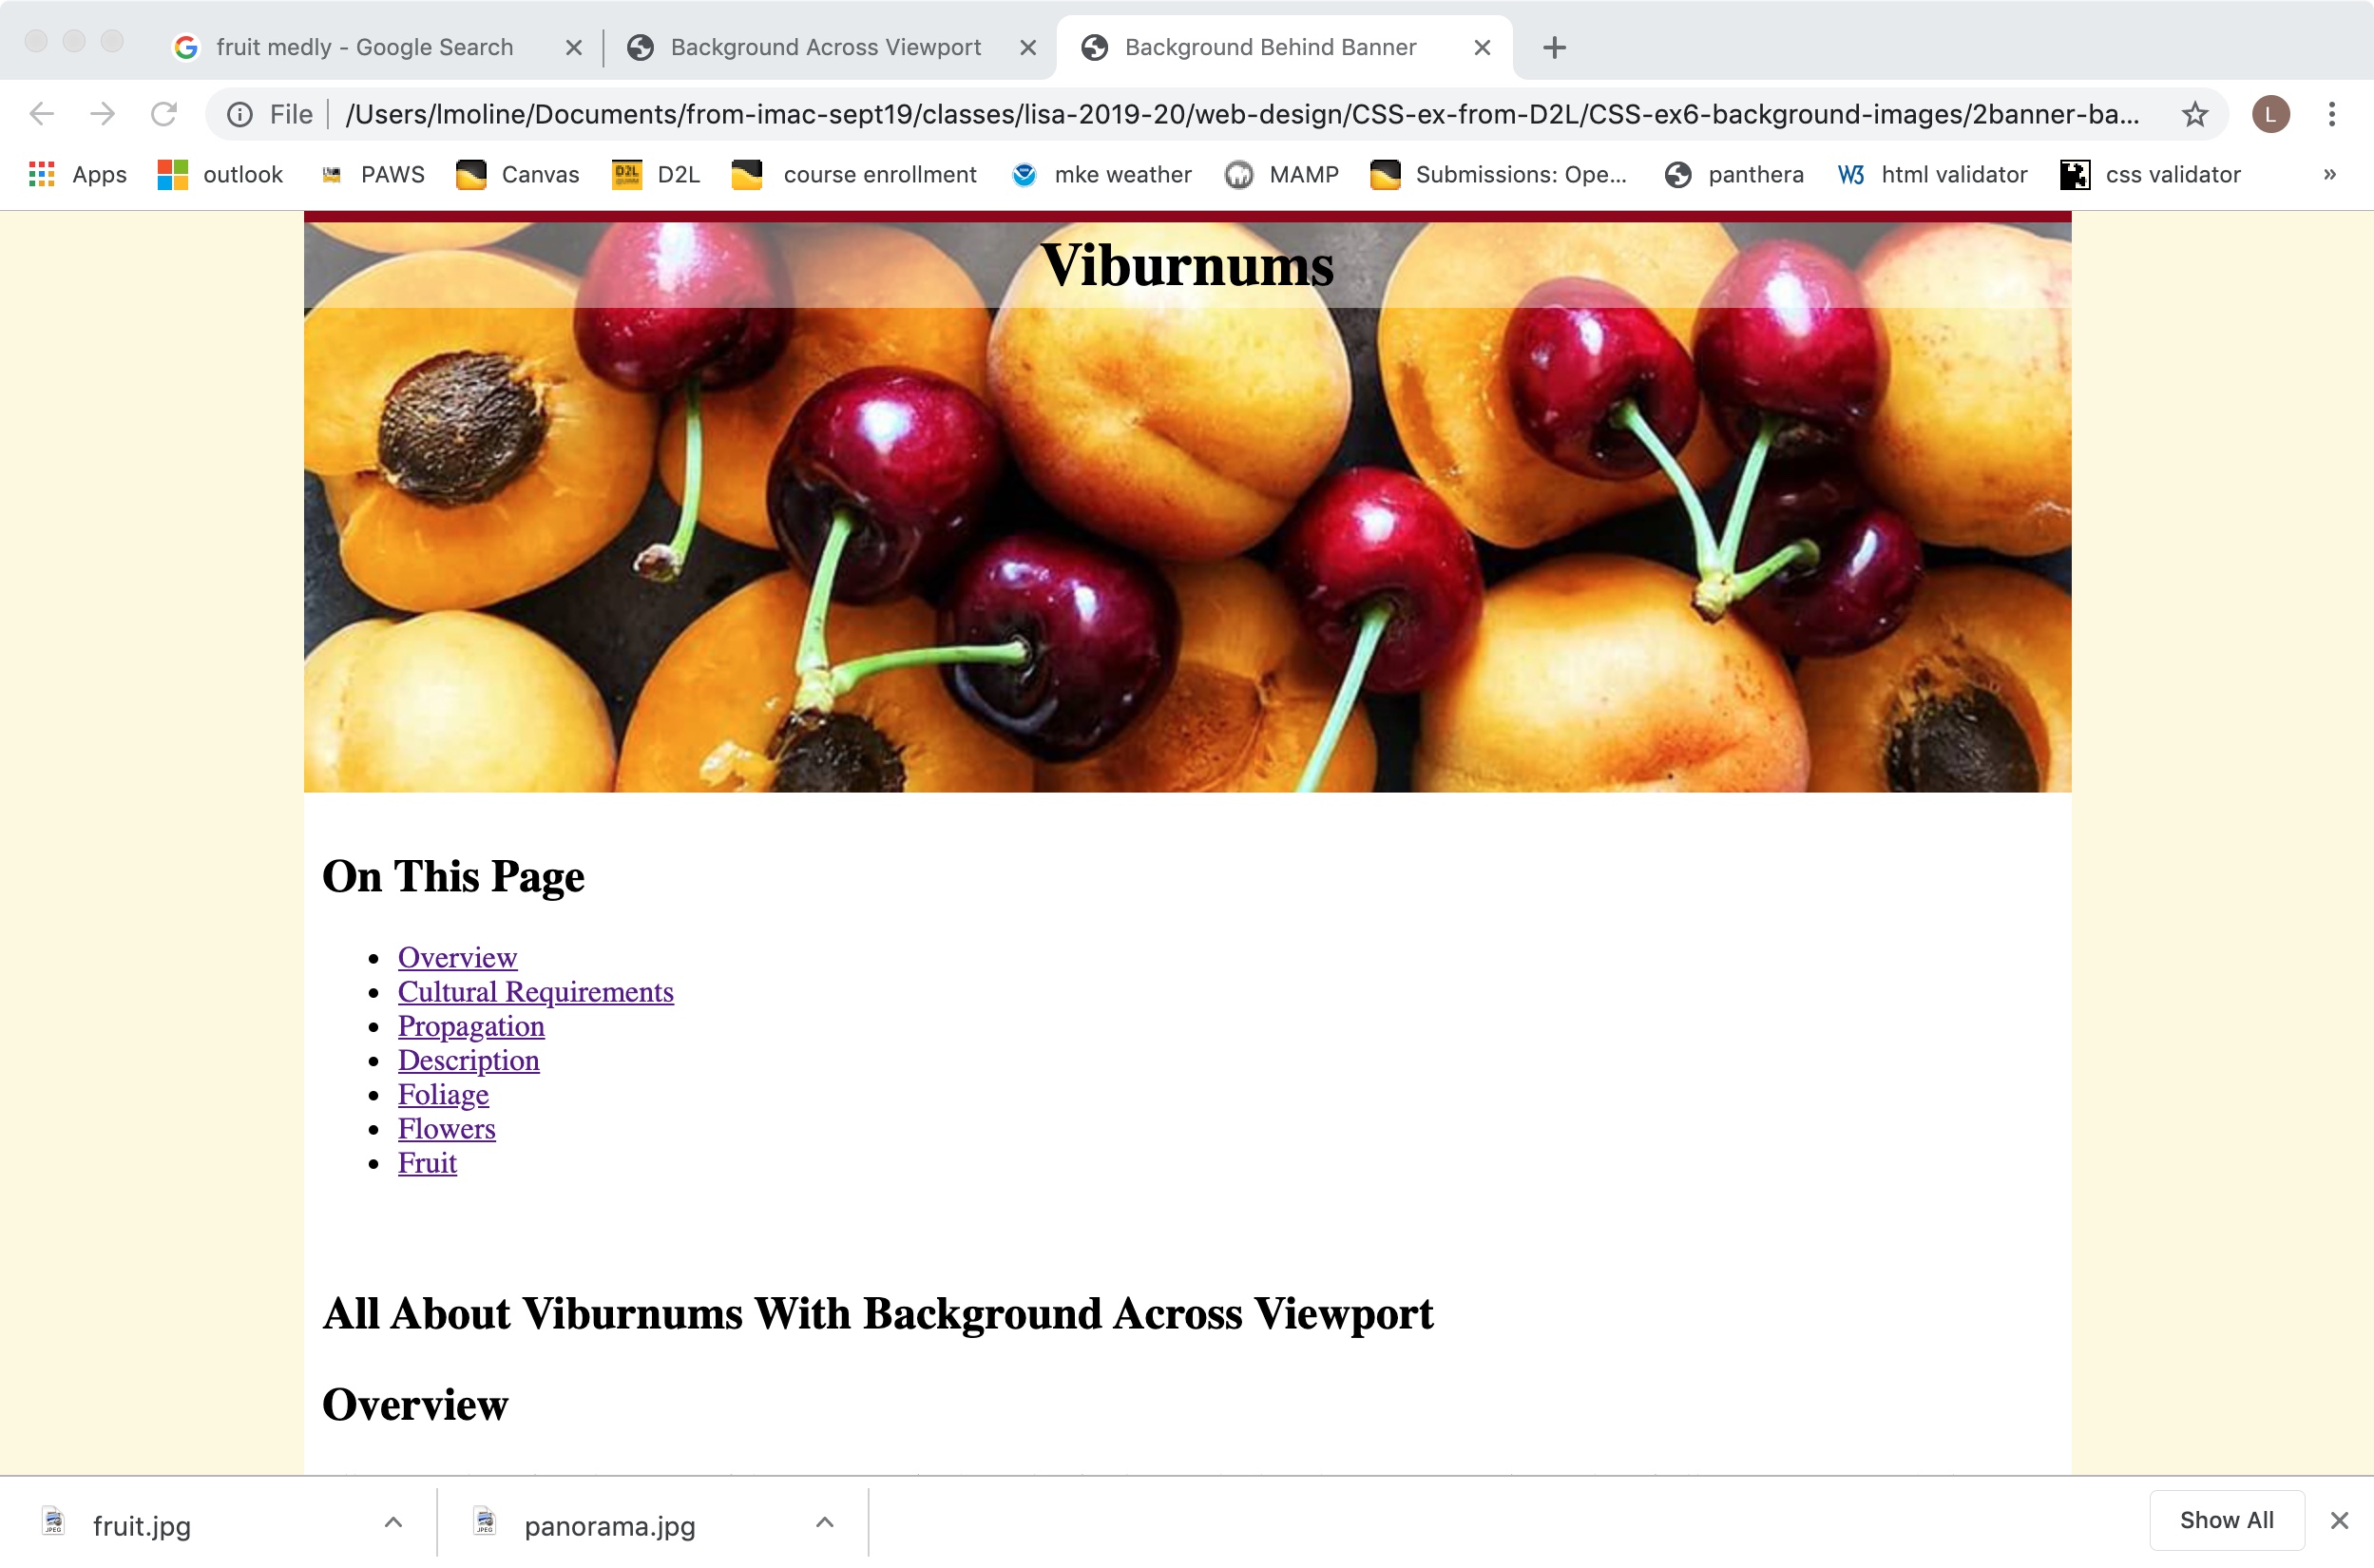 fruit medly - Google Search
Background Across Viewport
Background Behind Banner
File /Users/lmoline/Documents/from-imac-sept19/classes/lisa-2019-20/web-design/CSS-ex-from-D2L/CSS-ex6-background-images/2banner-ba...
L
Apps outlook PAWS Canvas D2L D2L course enrollment mke weather MAMP Submissions: Ope... panthera W3 html validator css validator »
Viburnums
On This Page
• Overview
• Cultural Requirements
• Propagation
• Description
• Foliage
• Flowers
• Fruit
All About Viburnums With Background Across Viewport
Overview
JPEG fruit.jpg
JPEG panorama.jpg
Show All